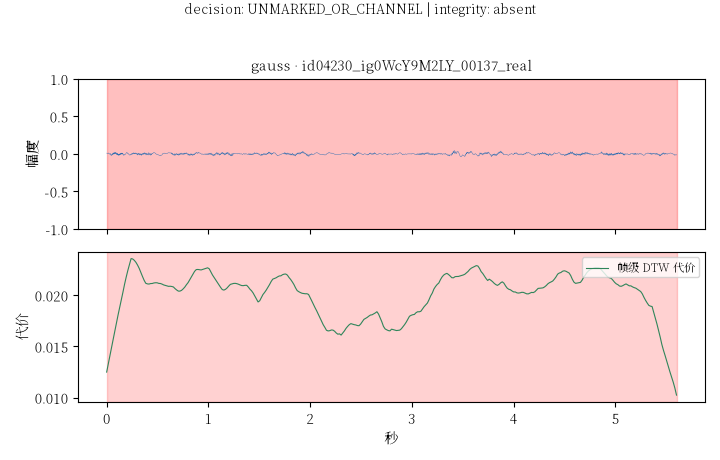 decision: UNMARKED_OR_CHANNEL | integrity: absent
gauss · id04230_ig0WcY9M2LY_00137_real
1.0
0.5
0.0
-0.5
-1.0
幅度
帧级 DTW 代价
0.020
0.015
0.010
代价
0
1
2
3
4
5
秒